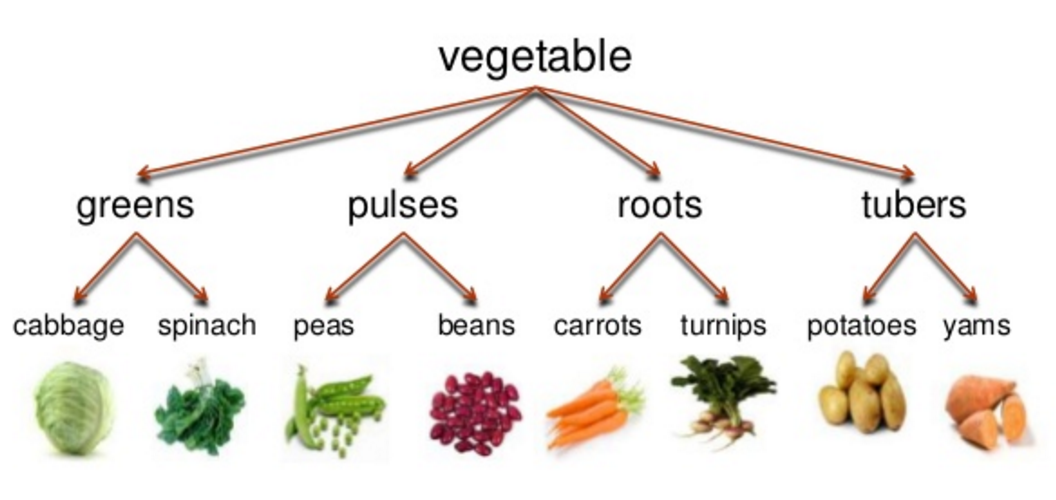 vegetable
greens pulses roots tubers
cabbage spinach peas beans carrots turnips potatoes yams